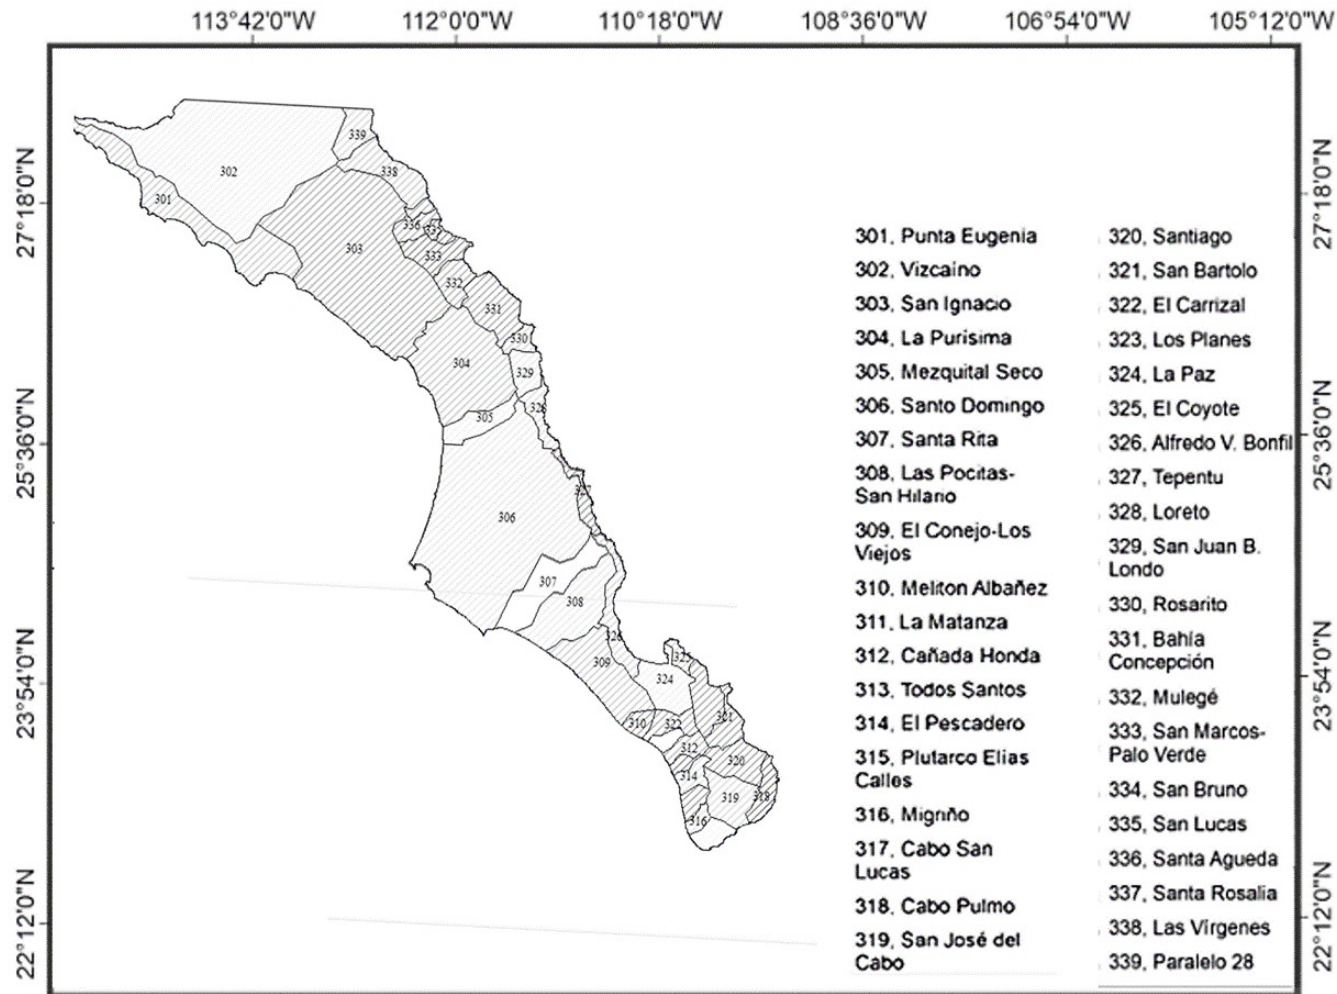 113°42'0"W 112°0'0"W 110°18'0"W 108°36'0"W 106°54'0"W 105°12'0"W
27°18'0"N
25°36'0"N
23°54'0"N
22°12'0"N
339
302
338
301
336
335
303
333
332
331
330
304
329
328
305
327
306
307
308
326
309
325
324
321
310
322
312
320
314
319
318
316
301, Punta Eugenia
302, Vizcaíno
303, San Ignacio
304, La Purísima
305, Mezquital Seco
306, Santo Domingo
307, Santa Rita
308, Las Pocitas-
San Hilario
309, El Conejo-Los
Viejos
310, Meliton Albañez
311, La Matanza
312, Cañada Honda
313, Todos Santos
314, El Pescadero
315, Plutarco Elias
Calles
316, Migriño
317, Cabo San
Lucas
318, Cabo Pulmo
319, San José del
Cabo
320, Santiago
321, San Bartolo
322, El Carrizal
323, Los Planes
324, La Paz
325, El Coyote
326, Alfredo V. Bonfil
327, Tepentu
328, Loreto
329, San Juan B.
Londo
330, Rosarito
331, Bahía
Concepción
332, Mulegé
333, San Marcos-
Palo Verde
334, San Bruno
335, San Lucas
336, Santa Agueda
337, Santa Rosalia
338, Las Vírgenes
339, Paralelo 28
27°18'0"N
25°36'0"N
23°54'0"N
22°12'0"N